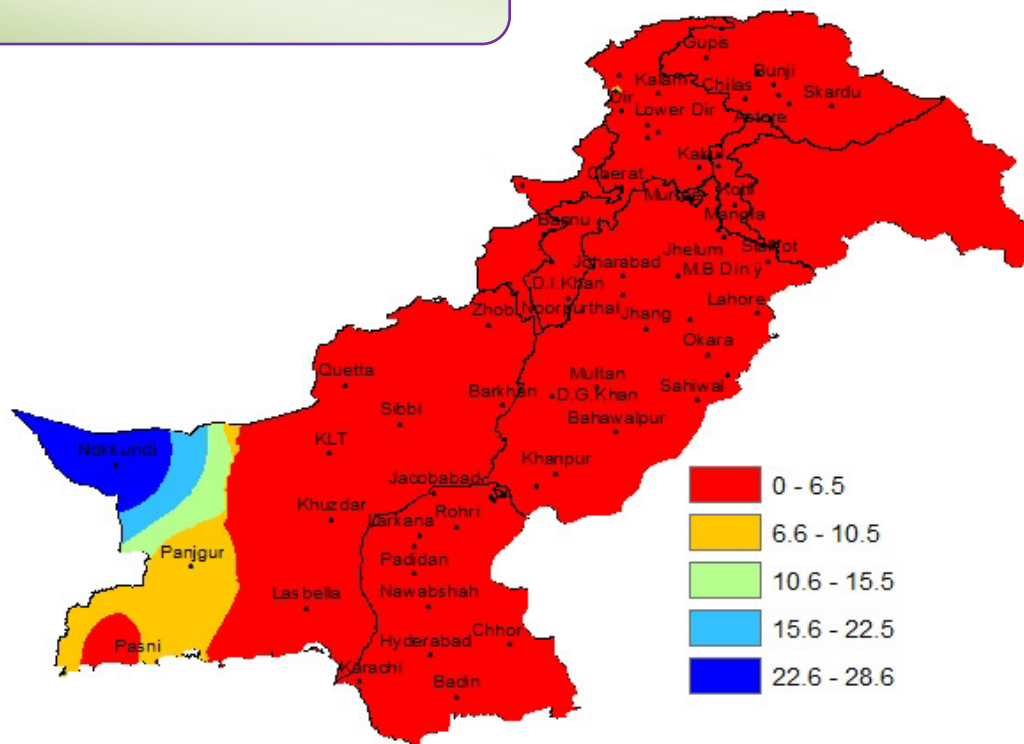 Gupis
Bunji
Kalam
Chilas
Skardu
Dir
Lower Dir
Astore
Kakul
Cherat
Kotli
Mangla
Bannu
Jhelum
Sialkot
Joharabad
M.B Din ÿ
D.I.Khan
Lahore
Zhob
Noorpurthal
Jhang
Okara
Quetta
Multan
Sahiwal
Barkhan
D.G.Khan
Sibbi
Bahawalpur
KLT
Nokkundi
Khanpur
Jacobabad
Khuzdar
Larkana
Rohri
Panjgur
Padidan
Lasbella
Nawabshah
Chhor
Pasni
Hyderabad
Karachi
Badin
0 - 6.5
6.6 - 10.5
10.6 - 15.5
15.6 - 22.5
22.6 - 28.6